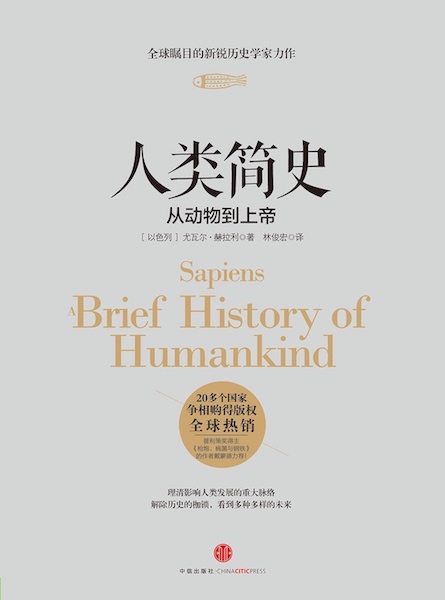 全球瞩目的新锐历史学家力作
人类简史
从动物到上帝
［以色列］尤瓦尔·赫拉利◎著 林俊宏◎译
Sapiens
A Brief History of
Humankind
20多个国家
争相购得版权
全球热销
普利策奖得主
《枪炮、病菌与钢铁》
的作者戴蒙强力荐！
理清影响人类发展的重大脉络
解除历史的枷锁，看到多种多样的未来
中信出版社·CHINACITICPRESS